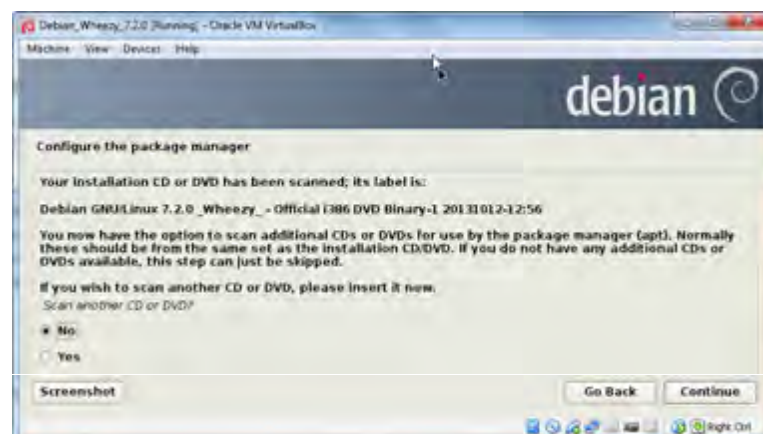 Debian_Wheezy_7.2.0 [Running] - Oracle VM VirtualBox
Machine View Devices Help
debian
Configure the package manager
Your installation CD or DVD has been scanned; its label is:
Debian GNU/Linux 7.2.0 _Wheezy_ - Official i386 DVD Binary-1 20131012-12:56
You now have the option to scan additional CDs or DVDs for use by the package manager (apt). Normally
these should be from the same set as the installation CD/DVD. If you do not have any additional CDs or
DVDs available, this step can just be skipped.
If you wish to scan another CD or DVD, please insert it now.
Scan another CD or DVD?
No
Yes
Screenshot
Go Back
Continue
Right Ctrl